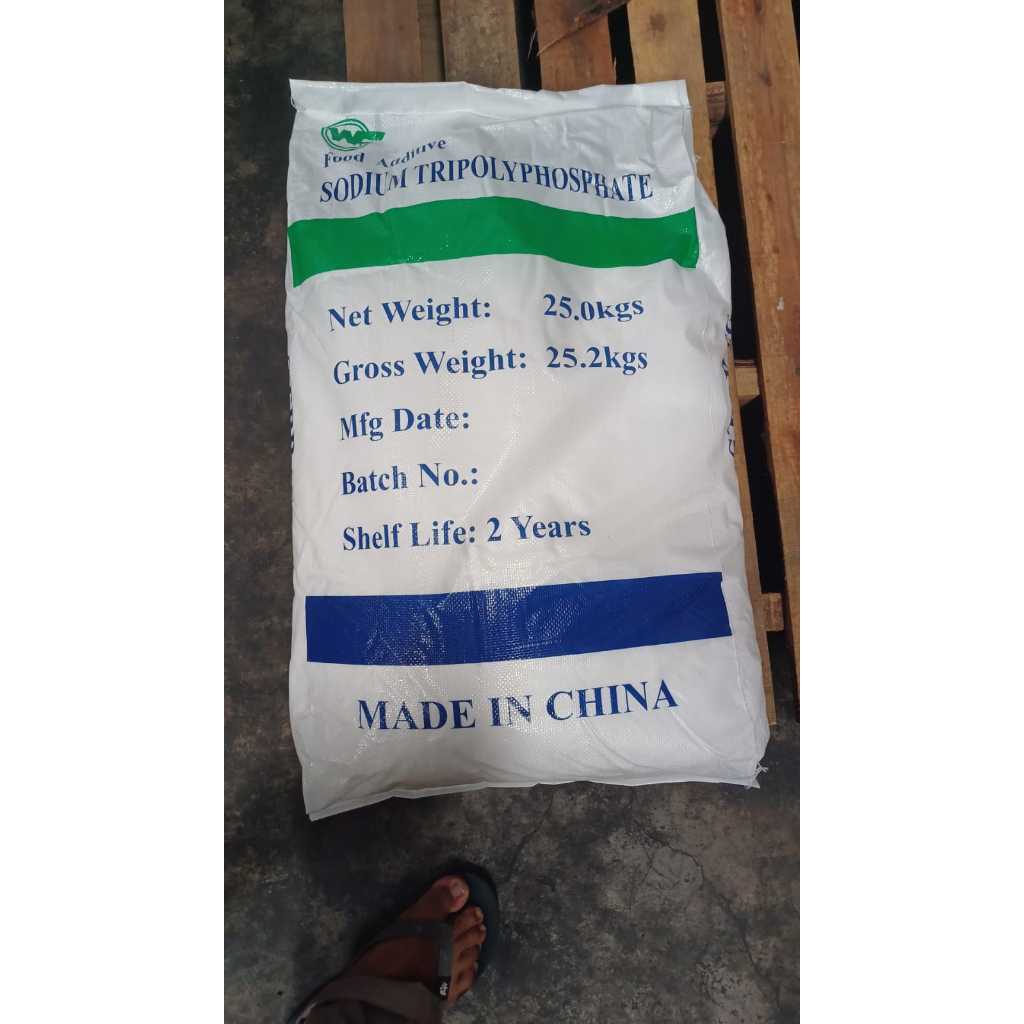 Food Additive
SODIUM TRIPOLYPHOSPHATE
Net Weight: 25.0kgs
Gross Weight: 25.2kgs
Mfg Date:
Batch No.:
Shelf Life: 2 Years
MADE IN CHINA